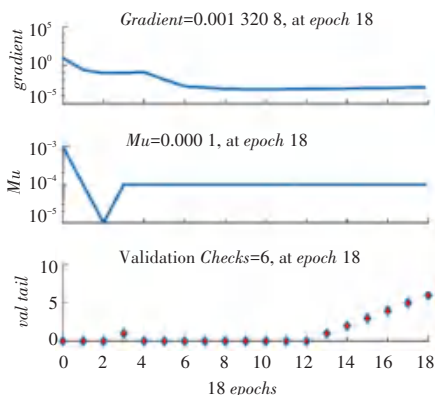 Gradient=0.001 320 8, at epoch 18
10^5
10^0
10^-5
gradient
Mu=0.000 1, at epoch 18
10^-3
10^-4
10^-5
Mu
Validation Checks=6, at epoch 18
10
5
0
val tail
0 2 4 6 8 10 12 14 16 18
18 epochs